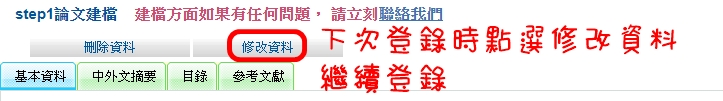 step1論文建檔 建檔方面如果有任何問題， 請立刻聯絡我們
刪除資料 修改資料
下次登錄時點選修改資料
繼續登錄
基本資料 中外文摘要 目錄 參考文獻